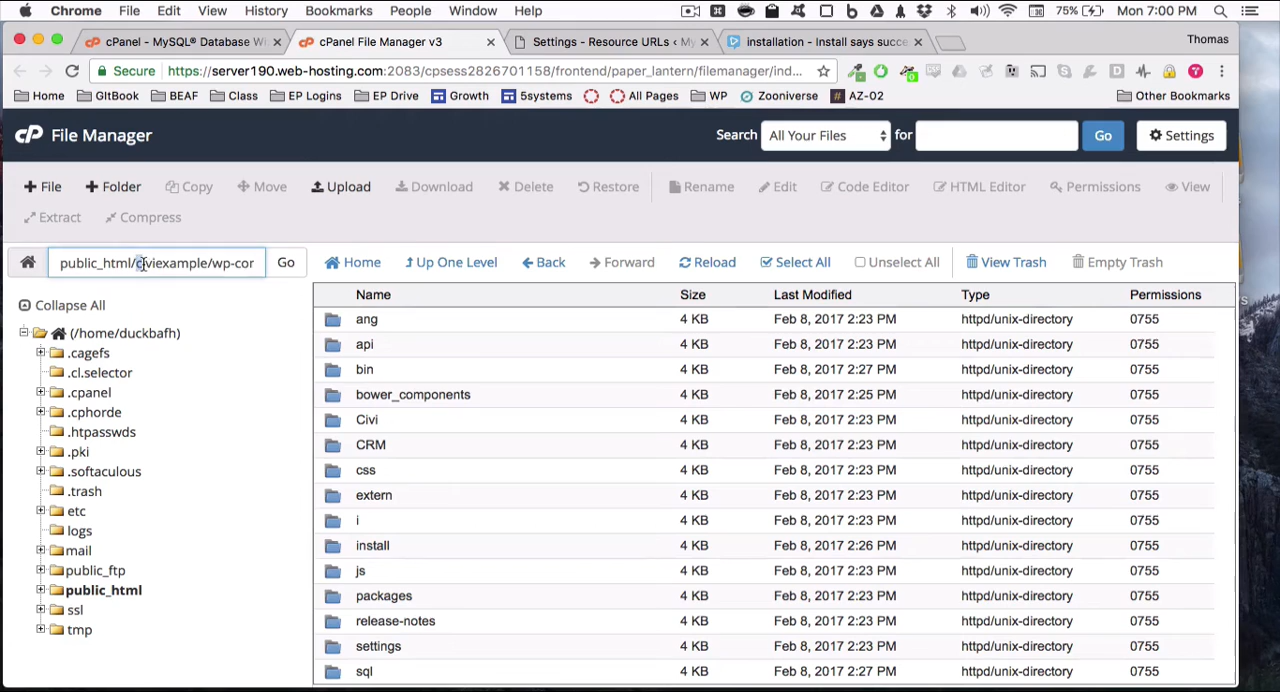 Chrome File Edit View History Bookmarks People Window Help 75% Mon 7:00 PM
cPanel - MySQL® Database Wi cPanel File Manager v3 Settings - Resource URLs ‹ My installation - Install says succe Thomas
Secure https://server190.web-hosting.com:2083/cpsess2826701158/frontend/paper_lantern/filemanager/ind...
Home GItBook BEAF Class EP Logins EP Drive Growth 5systems All Pages WP Zooniverse AZ-02 Other Bookmarks
cP File Manager Search All Your Files for Go Settings
File Folder Copy Move Upload Download Delete Restore Rename Edit Code Editor HTML Editor Permissions View
Extract Compress
public_html/civiexample/wp-cor Go Home Up One Level Back Forward Reload Select All Unselect All View Trash Empty Trash
Collapse All
(/home/duckbafh)
.cagefs
.cl.selector
.cpanel
.cphorde
.htpasswds
.pki
.softaculous
.trash
etc
logs
mail
public_ftp
public_html
ssl
tmp
Name Size Last Modified Type Permissions
ang 4 KB Feb 8, 2017 2:23 PM httpd/unix-directory 0755
api 4 KB Feb 8, 2017 2:23 PM httpd/unix-directory 0755
bin 4 KB Feb 8, 2017 2:27 PM httpd/unix-directory 0755
bower_components 4 KB Feb 8, 2017 2:25 PM httpd/unix-directory 0755
Civi 4 KB Feb 8, 2017 2:23 PM httpd/unix-directory 0755
CRM 4 KB Feb 8, 2017 2:23 PM httpd/unix-directory 0755
css 4 KB Feb 8, 2017 2:23 PM httpd/unix-directory 0755
extern 4 KB Feb 8, 2017 2:23 PM httpd/unix-directory 0755
i 4 KB Feb 8, 2017 2:23 PM httpd/unix-directory 0755
install 4 KB Feb 8, 2017 2:26 PM httpd/unix-directory 0755
js 4 KB Feb 8, 2017 2:23 PM httpd/unix-directory 0755
packages 4 KB Feb 8, 2017 2:23 PM httpd/unix-directory 0755
release-notes 4 KB Feb 8, 2017 2:23 PM httpd/unix-directory 0755
settings 4 KB Feb 8, 2017 2:23 PM httpd/unix-directory 0755
sql 4 KB Feb 8, 2017 2:27 PM httpd/unix-directory 0755